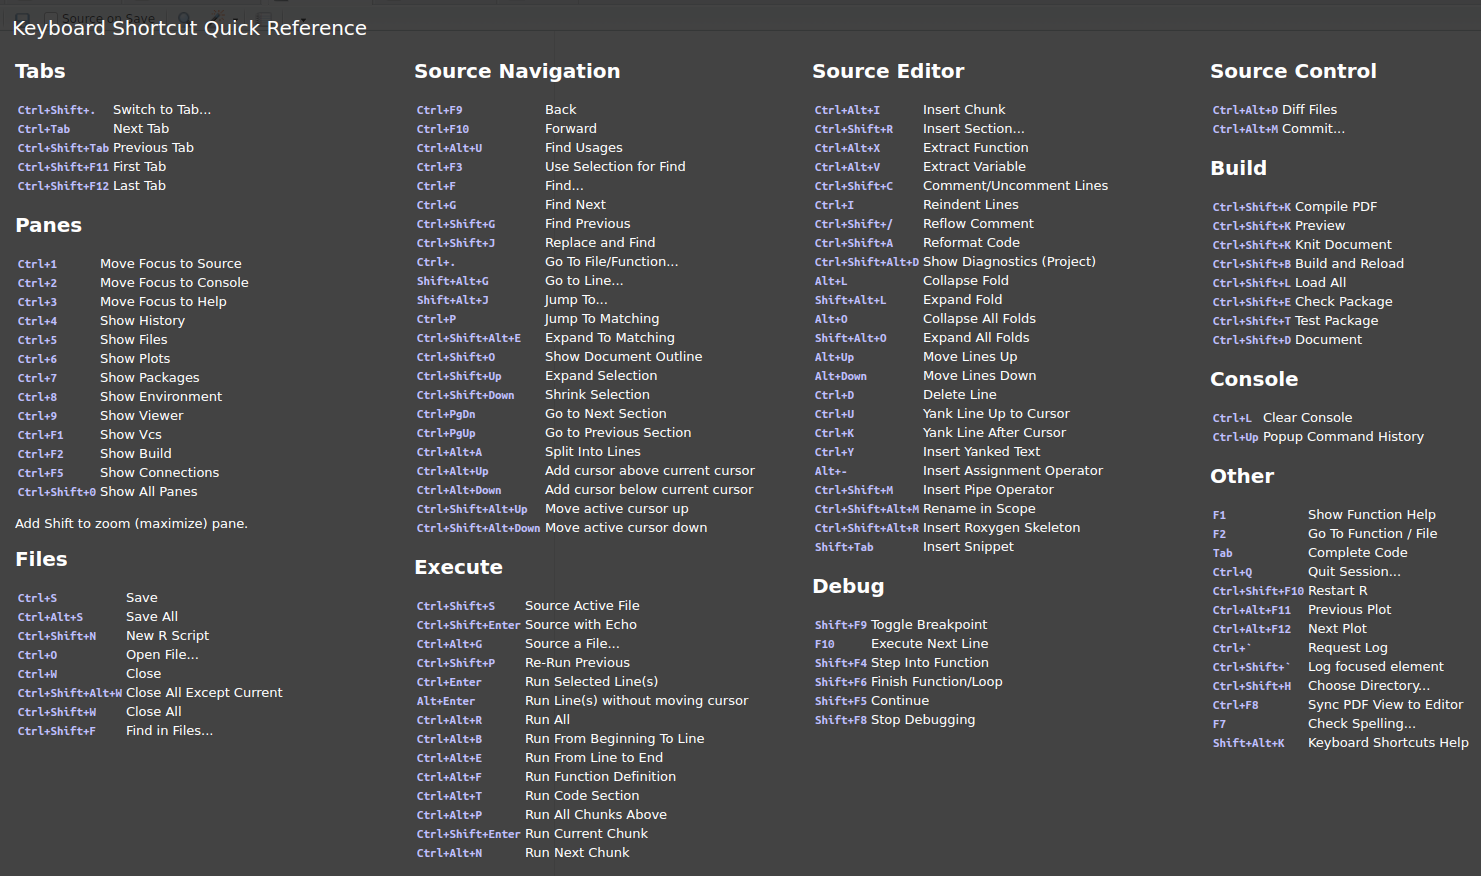 Source on Save
Keyboard Shortcut Quick Reference
Tabs
Ctrl+Shift+. Switch to Tab...
Ctrl+Tab Next Tab
Ctrl+Shift+Tab Previous Tab
Ctrl+Shift+F11 First Tab
Ctrl+Shift+F12 Last Tab
Panes
Ctrl+1 Move Focus to Source
Ctrl+2 Move Focus to Console
Ctrl+3 Move Focus to Help
Ctrl+4 Show History
Ctrl+5 Show Files
Ctrl+6 Show Plots
Ctrl+7 Show Packages
Ctrl+8 Show Environment
Ctrl+9 Show Viewer
Ctrl+F1 Show Vcs
Ctrl+F2 Show Build
Ctrl+F5 Show Connections
Ctrl+Shift+0 Show All Panes
Add Shift to zoom (maximize) pane.
Files
Ctrl+S Save
Ctrl+Alt+S Save All
Ctrl+Shift+N New R Script
Ctrl+O Open File...
Ctrl+W Close
Ctrl+Shift+Alt+W Close All Except Current
Ctrl+Shift+W Close All
Ctrl+Shift+F Find in Files...
Source Navigation
Ctrl+F9 Back
Ctrl+F10 Forward
Ctrl+Alt+U Find Usages
Ctrl+F3 Use Selection for Find
Ctrl+F Find...
Ctrl+G Find Next
Ctrl+Shift+G Find Previous
Ctrl+Shift+J Replace and Find
Ctrl+. Go To File/Function...
Shift+Alt+G Go to Line...
Shift+Alt+J Jump To...
Ctrl+P Jump To Matching
Ctrl+Shift+Alt+E Expand To Matching
Ctrl+Shift+O Show Document Outline
Ctrl+Shift+Up Expand Selection
Ctrl+Shift+Down Shrink Selection
Ctrl+PgDn Go to Next Section
Ctrl+PgUp Go to Previous Section
Ctrl+Alt+A Split Into Lines
Ctrl+Alt+Up Add cursor above current cursor
Ctrl+Alt+Down Add cursor below current cursor
Ctrl+Shift+Alt+Up Move active cursor up
Ctrl+Shift+Alt+Down Move active cursor down
Execute
Ctrl+Shift+S Source Active File
Ctrl+Shift+Enter Source with Echo
Ctrl+Alt+G Source a File...
Ctrl+Shift+P Re-Run Previous
Ctrl+Enter Run Selected Line(s)
Alt+Enter Run Line(s) without moving cursor
Ctrl+Alt+R Run All
Ctrl+Alt+B Run From Beginning To Line
Ctrl+Alt+E Run From Line to End
Ctrl+Alt+F Run Function Definition
Ctrl+Alt+T Run Code Section
Ctrl+Alt+P Run All Chunks Above
Ctrl+Shift+Enter Run Current Chunk
Ctrl+Alt+N Run Next Chunk
Source Editor
Ctrl+Alt+I Insert Chunk
Ctrl+Shift+R Insert Section...
Ctrl+Alt+X Extract Function
Ctrl+Alt+V Extract Variable
Ctrl+Shift+C Comment/Uncomment Lines
Ctrl+I Reindent Lines
Ctrl+Shift+/ Reflow Comment
Ctrl+Shift+A Reformat Code
Ctrl+Shift+Alt+D Show Diagnostics (Project)
Alt+L Collapse Fold
Shift+Alt+L Expand Fold
Alt+O Collapse All Folds
Shift+Alt+O Expand All Folds
Alt+Up Move Lines Up
Alt+Down Move Lines Down
Ctrl+D Delete Line
Ctrl+U Yank Line Up to Cursor
Ctrl+K Yank Line After Cursor
Ctrl+Y Insert Yanked Text
Alt+- Insert Assignment Operator
Ctrl+Shift+M Insert Pipe Operator
Ctrl+Shift+Alt+M Rename in Scope
Ctrl+Shift+Alt+R Insert Roxygen Skeleton
Shift+Tab Insert Snippet
Debug
Shift+F9 Toggle Breakpoint
F10 Execute Next Line
Shift+F4 Step Into Function
Shift+F6 Finish Function/Loop
Shift+F5 Continue
Shift+F8 Stop Debugging
Source Control
Ctrl+Alt+D Diff Files
Ctrl+Alt+M Commit...
Build
Ctrl+Shift+K Compile PDF
Ctrl+Shift+K Preview
Ctrl+Shift+K Knit Document
Ctrl+Shift+B Build and Reload
Ctrl+Shift+L Load All
Ctrl+Shift+E Check Package
Ctrl+Shift+T Test Package
Ctrl+Shift+D Document
Console
Ctrl+L Clear Console
Ctrl+Up Popup Command History
Other
F1 Show Function Help
F2 Go To Function / File
Tab Complete Code
Ctrl+Q Quit Session...
Ctrl+Shift+F10 Restart R
Ctrl+Alt+F11 Previous Plot
Ctrl+Alt+F12 Next Plot
Ctrl+` Request Log
Ctrl+Shift+` Log focused element
Ctrl+Shift+H Choose Directory...
Ctrl+F8 Sync PDF View to Editor
F7 Check Spelling...
Shift+Alt+K Keyboard Shortcuts Help